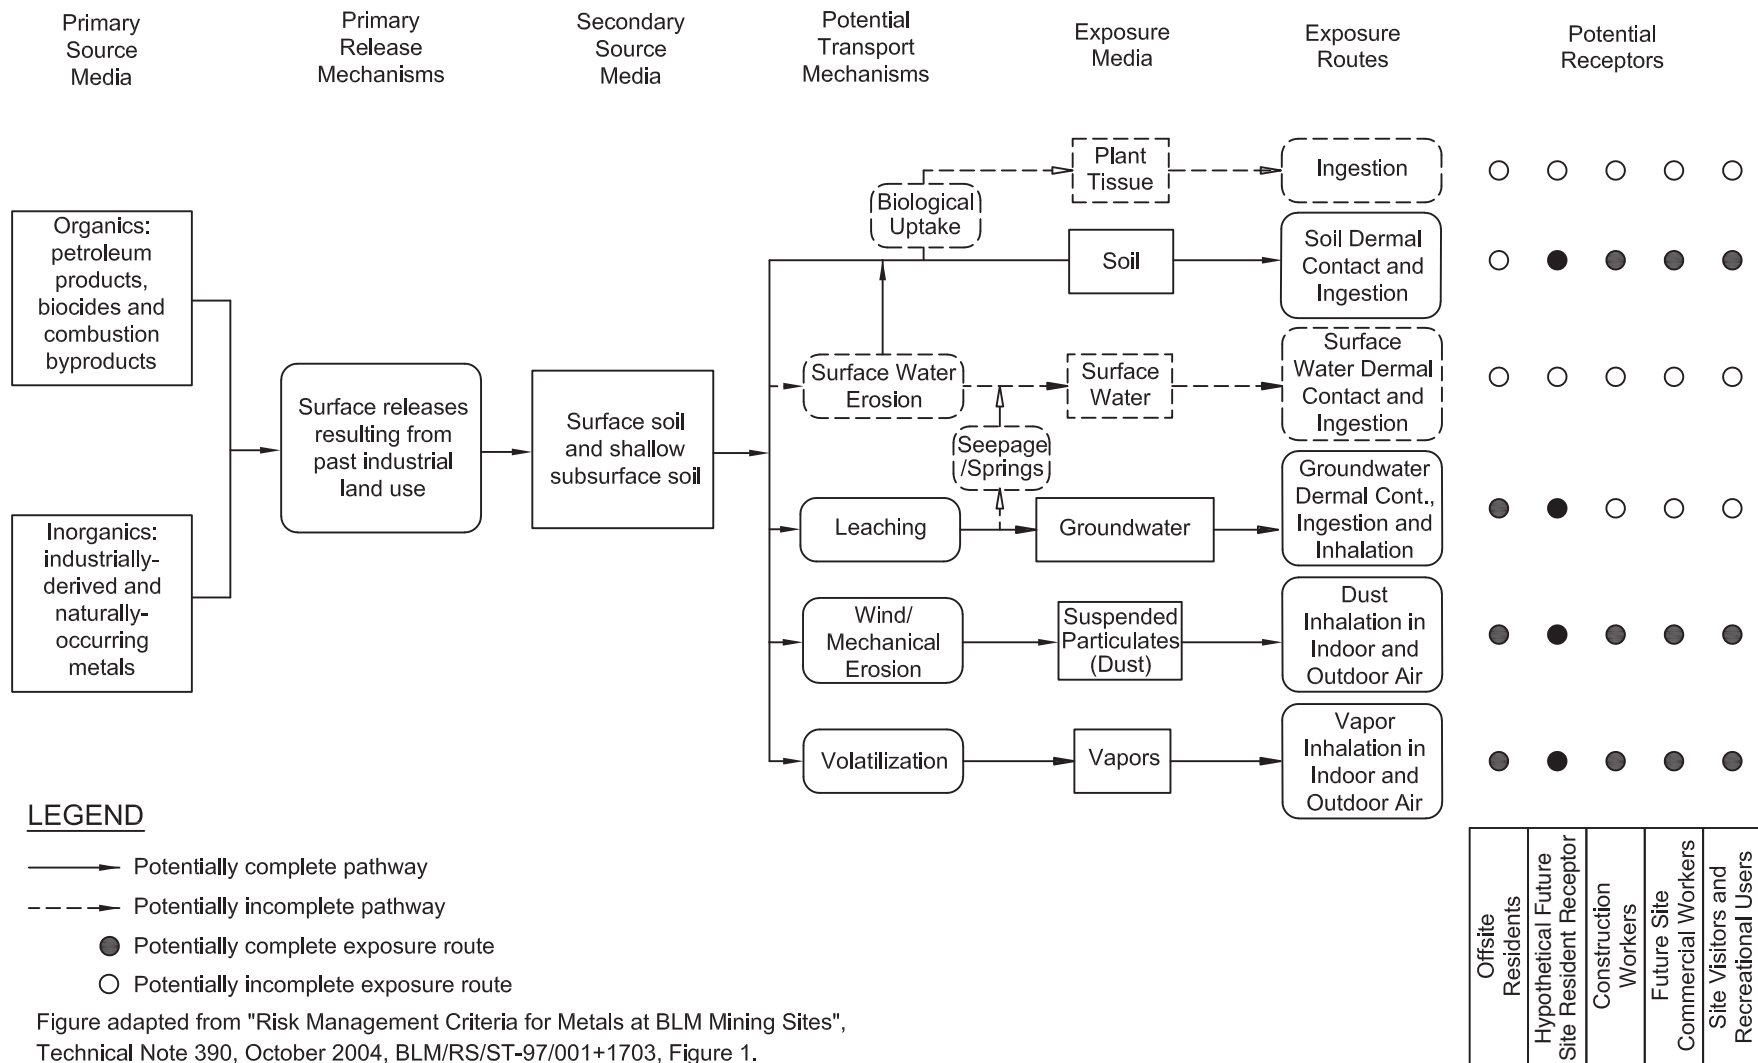 Primary
Source
Media
Primary
Release
Mechanisms
Secondary
Source
Media
Potential
Transport
Mechanisms
Exposure
Media
Exposure
Routes
Potential
Receptors
Organics:
petroleum
products,
biocides and
combustion
byproducts
Inorganics:
industrially-
derived and
naturally-
occurring
metals
Surface releases
resulting from
past industrial
land use
Surface soil
and shallow
subsurface soil
Biological
Uptake
Plant
Tissue
Ingestion
Soil
Soil Dermal
Contact and
Ingestion
Surface Water
Erosion
Surface
Water
Surface
Water Dermal
Contact and
Ingestion
Seepage
/Springs
Leaching
Groundwater
Groundwater
Dermal Cont.,
Ingestion and
Inhalation
Wind/
Mechanical
Erosion
Suspended
Particulates
(Dust)
Dust
Inhalation in
Indoor and
Outdoor Air
Volatilization
Vapors
Vapor
Inhalation in
Indoor and
Outdoor Air
Offsite
Residents
Hypothetical Future
Site Resident Receptor
Construction
Workers
Future Site
Commercial Workers
Site Visitors and
Recreational Users
LEGEND
Potentially complete pathway
Potentially incomplete pathway
Potentially complete exposure route
Potentially incomplete exposure route
Figure adapted from "Risk Management Criteria for Metals at BLM Mining Sites",
Technical Note 390, October 2004, BLM/RS/ST-97/001+1703, Figure 1.